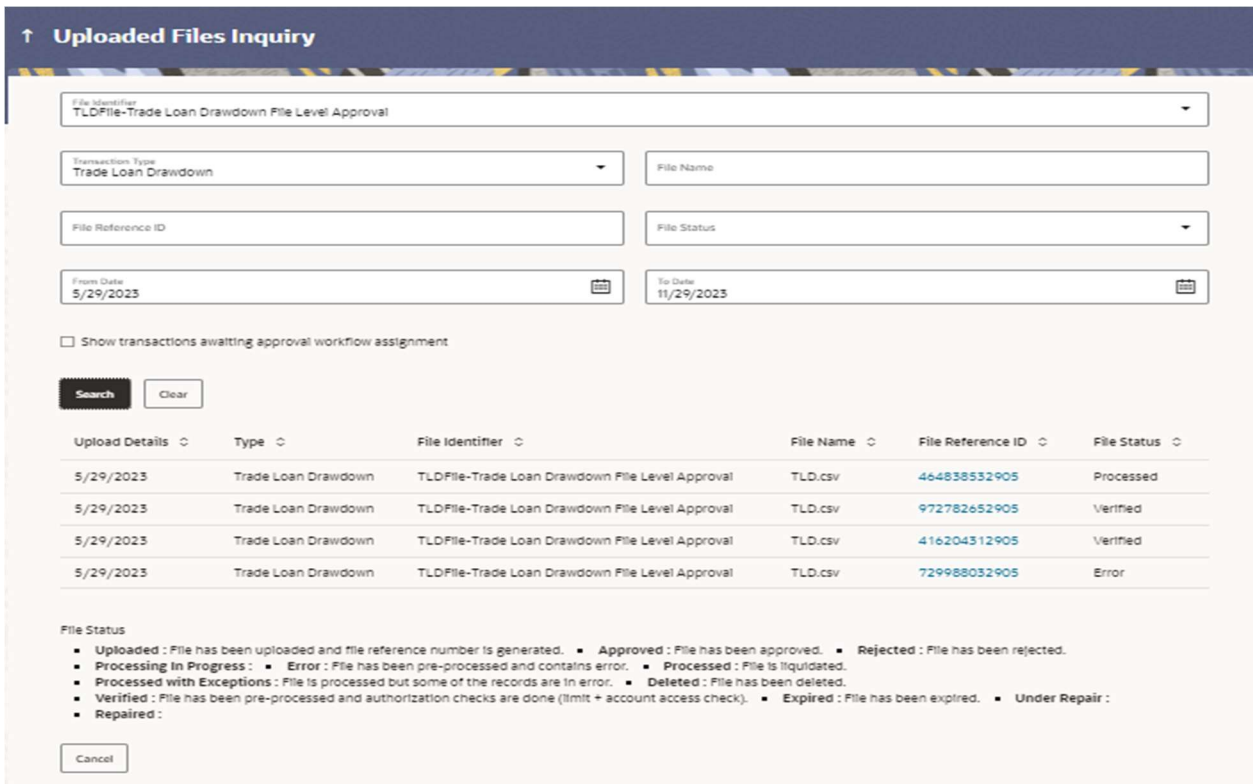 ↑ Uploaded Files Inquiry
File Identifier
TLDFile-Trade Loan Drawdown File Level Approval
Transaction Type
Trade Loan Drawdown
File Name
File Reference ID
File Status
From Date
5/29/2023
To Date
11/29/2023
Show transactions awaiting approval workflow assignment
Search Clear
Upload Details Type File Identifier File Name File Reference ID File Status
5/29/2023 Trade Loan Drawdown TLDFile-Trade Loan Drawdown File Level Approval TLD.csv 464838532905 Processed
5/29/2023 Trade Loan Drawdown TLDFile-Trade Loan Drawdown File Level Approval TLD.csv 972782652905 Verified
5/29/2023 Trade Loan Drawdown TLDFile-Trade Loan Drawdown File Level Approval TLD.csv 416204312905 Verified
5/29/2023 Trade Loan Drawdown TLDFile-Trade Loan Drawdown File Level Approval TLD.csv 729988032905 Error
File Status
▪ Uploaded : File has been uploaded and file reference number is generated. ▪ Approved : File has been approved. ▪ Rejected : File has been rejected.
▪ Processing In Progress : ▪ Error : File has been pre-processed and contains error. ▪ Processed : File is liquidated.
▪ Processed with Exceptions : File is processed but some of the records are in error. ▪ Deleted : File has been deleted.
▪ Verified : File has been pre-processed and authorization checks are done (limit + account access check). ▪ Expired : File has been expired. ▪ Under Repair :
▪ Repaired :
Cancel